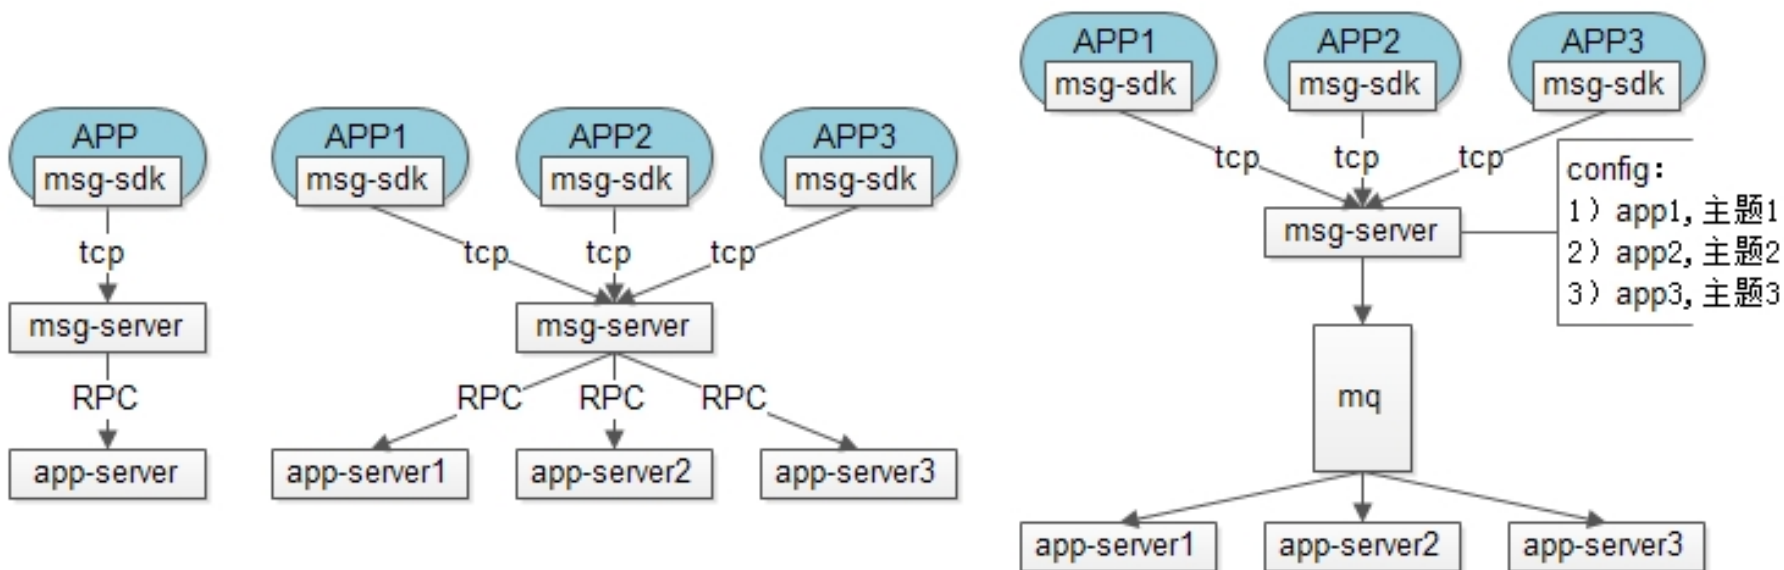 APP
msg-sdk
tcp
msg-server
RPC
app-server
APP1
APP2
APP3
msg-sdk
msg-sdk
msg-sdk
tcp
tcp
tcp
msg-server
RPC
RPC
RPC
app-server1
app-server2
app-server3
APP1
APP2
APP3
msg-sdk
msg-sdk
msg-sdk
tcp
tcp
tcp
msg-server
config:
1) app1,主题1
2) app2,主题2
3) app3,主题3
mq
app-server1
app-server2
app-server3